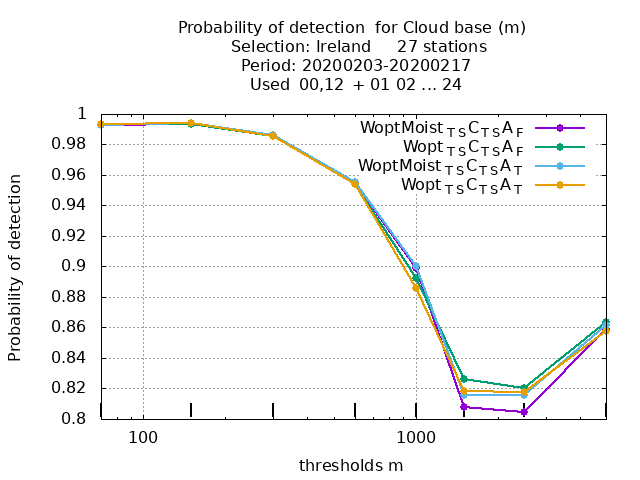 Probability of detection  for Cloud base (m)
Selection: Ireland     27 stations
Period: 20200203-20200217
Used  00,12  + 01 02 ... 24
WoptMoist TS C TS A F
Wopt TS C TS A F
WoptMoist TS C TS A T
Wopt TS C TS A T
1
0.98
0.96
0.94
0.92
0.9
0.88
0.86
0.84
0.82
0.8
Probability of detection
100
1000
thresholds m